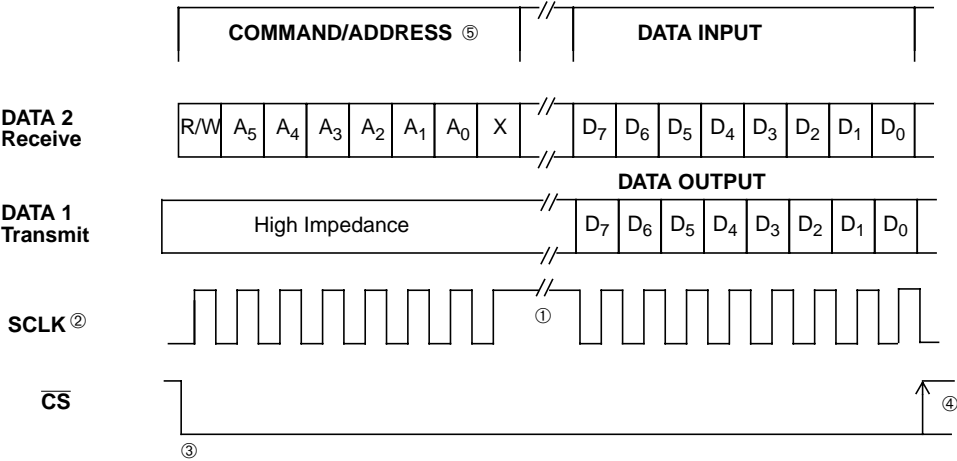 COMMAND/ADDRESS ⑤ DATA INPUT
DATA 2
Receive
R/W A5 A4 A3 A2 A1 A0 X D7 D6 D5 D4 D3 D2 D1 D0
DATA OUTPUT
DATA 1
Transmit
High Impedance D7 D6 D5 D4 D3 D2 D1 D0
SCLK ②
①
CS
④
③